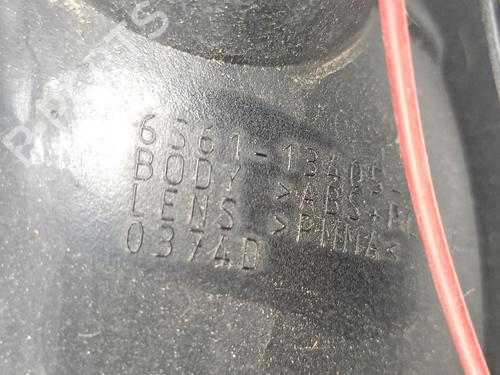 6S61-13405-
BODY >ABS+P
LENS >PMMA<
0374D